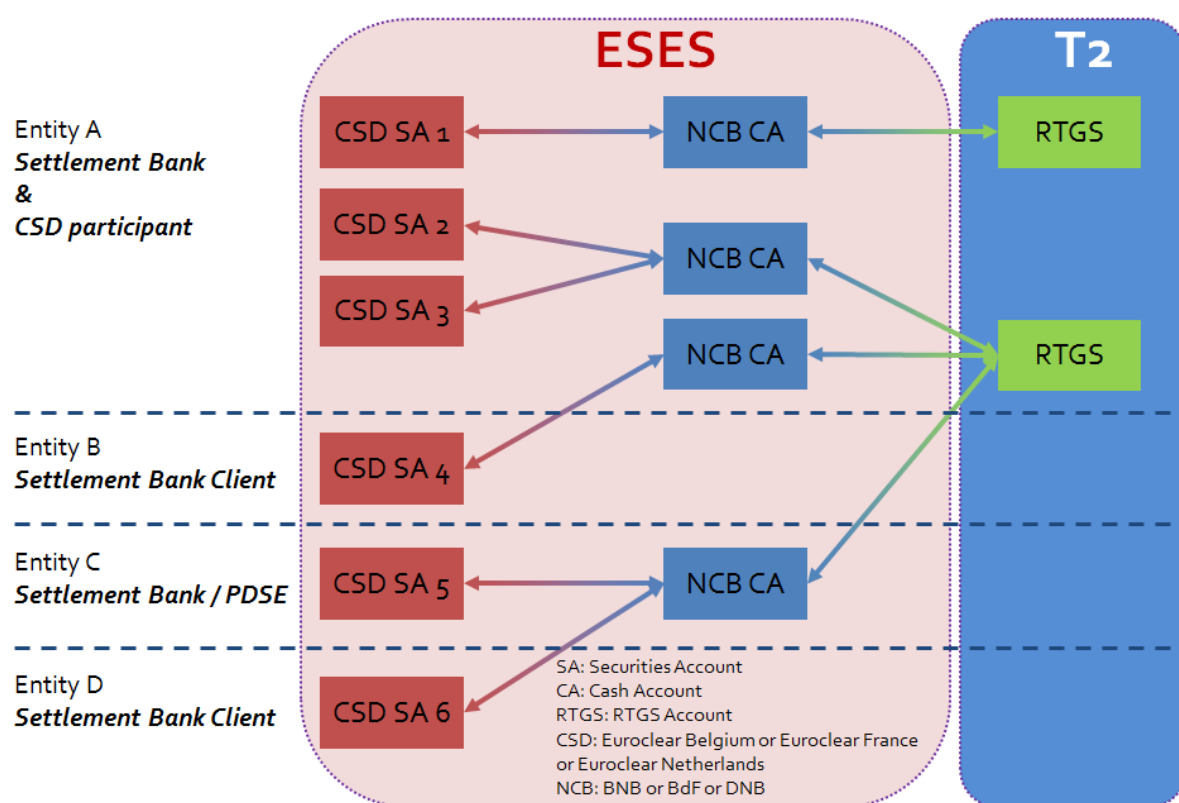 ESES
T2
Entity A
Settlement Bank
&
CSD participant
CSD SA 1
NCB CA
RTGS
CSD SA 2
NCB CA
CSD SA 3
NCB CA
RTGS
Entity B
Settlement Bank Client
CSD SA 4
Entity C
Settlement Bank / PDSE
CSD SA 5
NCB CA
Entity D
Settlement Bank Client
CSD SA 6
SA: Securities Account
CA: Cash Account
RTGS: RTGS Account
CSD: Euroclear Belgium or Euroclear France
or Euroclear Netherlands
NCB: BNB or BdF or DNB